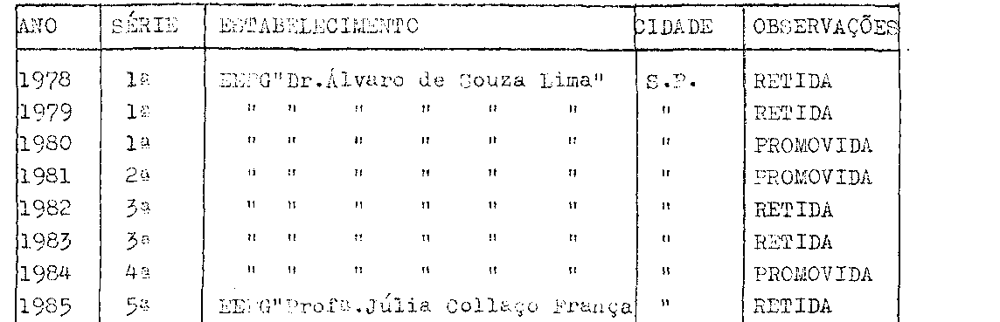 ANO SÉRIE ESTABELECIMENTO CIDADE OBSERVAÇÕES
1978 1ª EEPG"Dr.Álvaro de Souza Lima" S.P. RETIDA
1979 1ª " " " " " " " RETIDA
1980 1ª " " " " " " " PROMOVIDA
1981 2ª " " " " " " " PROMOVIDA
1982 3ª " " " " " " " RETIDA
1983 3ª " " " " " " " RETIDA
1984 4ª " " " " " " " PROMOVIDA
1985 5ª EEPG"Profa.Júlia Collaço França " RETIDA